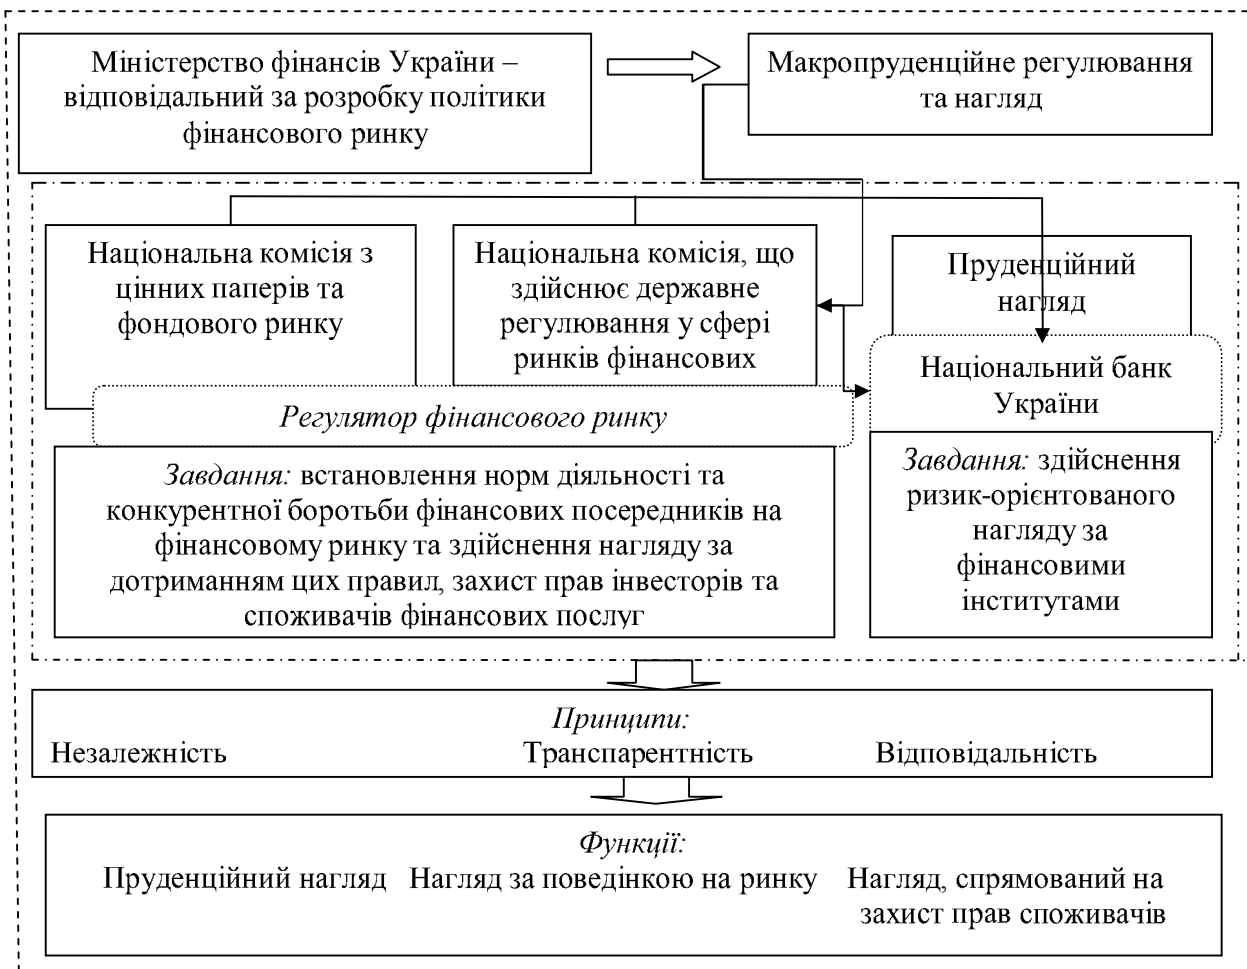 Міністерство фінансів України –
відповідальний за розробку політики
фінансового ринку
Макропруденційне регулювання
та нагляд
Національна комісія з
цінних паперів та
фондового ринку
Національна комісія, що
здійснює державне
регулювання у сфері
ринків фінансових
Пруденційний
нагляд
Національний банк
України
Регулятор фінансового ринку
Завдання: встановлення норм діяльності та
конкурентної боротьби фінансових посередників на
фінансовому ринку та здійснення нагляду за
дотриманням цих правил, захист прав інвесторів та
споживачів фінансових послуг
Завдання: здійснення
ризик-орієнтованого
нагляду за
фінансовими
інститутами
Принципи:
Незалежність Транспарентність Відповідальність
Функції:
Пруденційний нагляд Нагляд за поведінкою на ринку Нагляд, спрямований на
захист прав споживачів